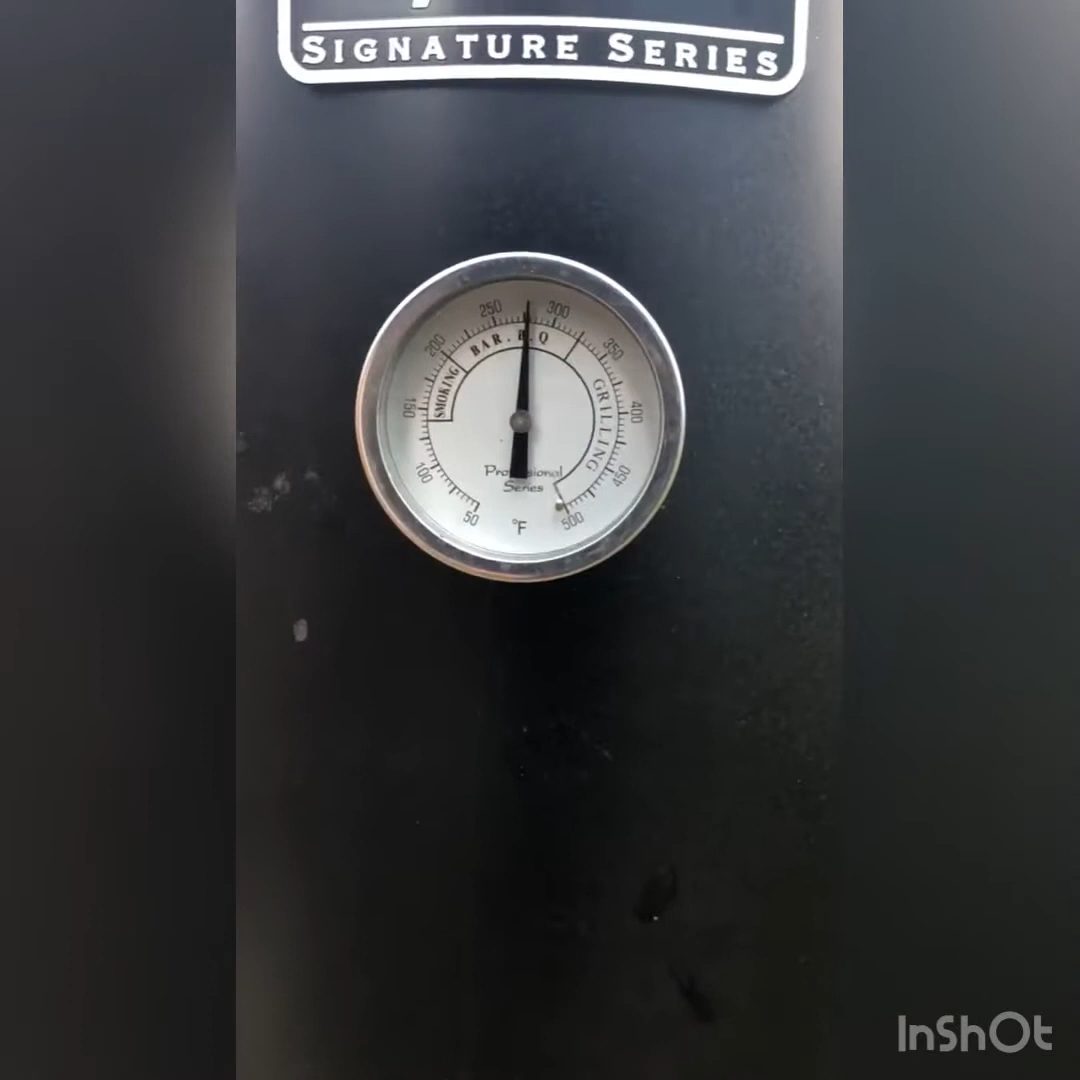 SIGNATURE SERIES
250
300
200
350
BAR.B.Q
SMOKING
GRILLING
150
400
100
450
Professional
Series
50
°F
500
InShOt